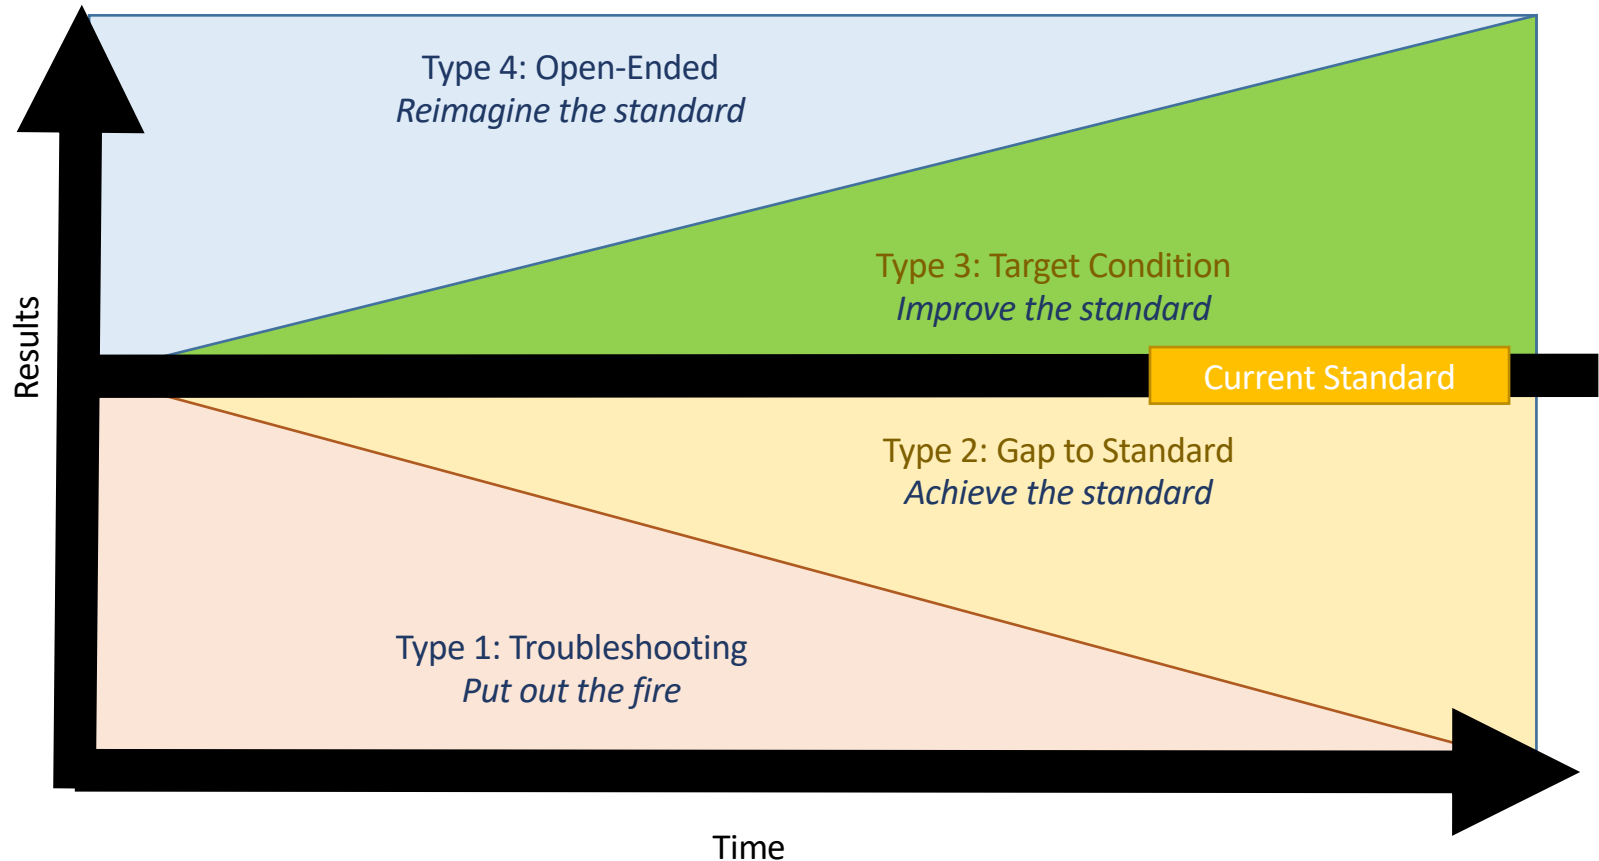 Type 4: Open-Ended
Reimagine the standard
Type 3: Target Condition
Improve the standard
Results
Current Standard
Type 2: Gap to Standard
Achieve the standard
Type 1: Troubleshooting
Put out the fire
Time